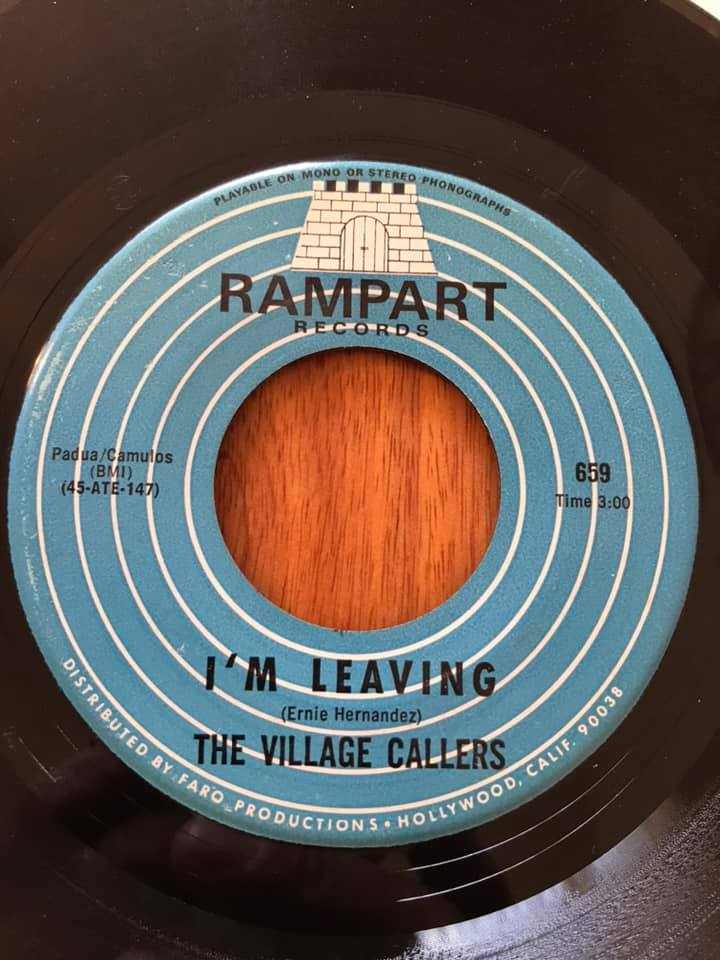 PLAYABLE ON MONO OR STEREO PHONOGRAPHS
RAMPART
RECORDS
Padua/Camulos
(BMI)
(45-ATE-147)
659
Time 3:00
I'M LEAVING
(Ernie Hernandez)
THE VILLAGE CALLERS
DISTRIBUTED BY FARO PRODUCTIONS • HOLLYWOOD, CALIF. 90038